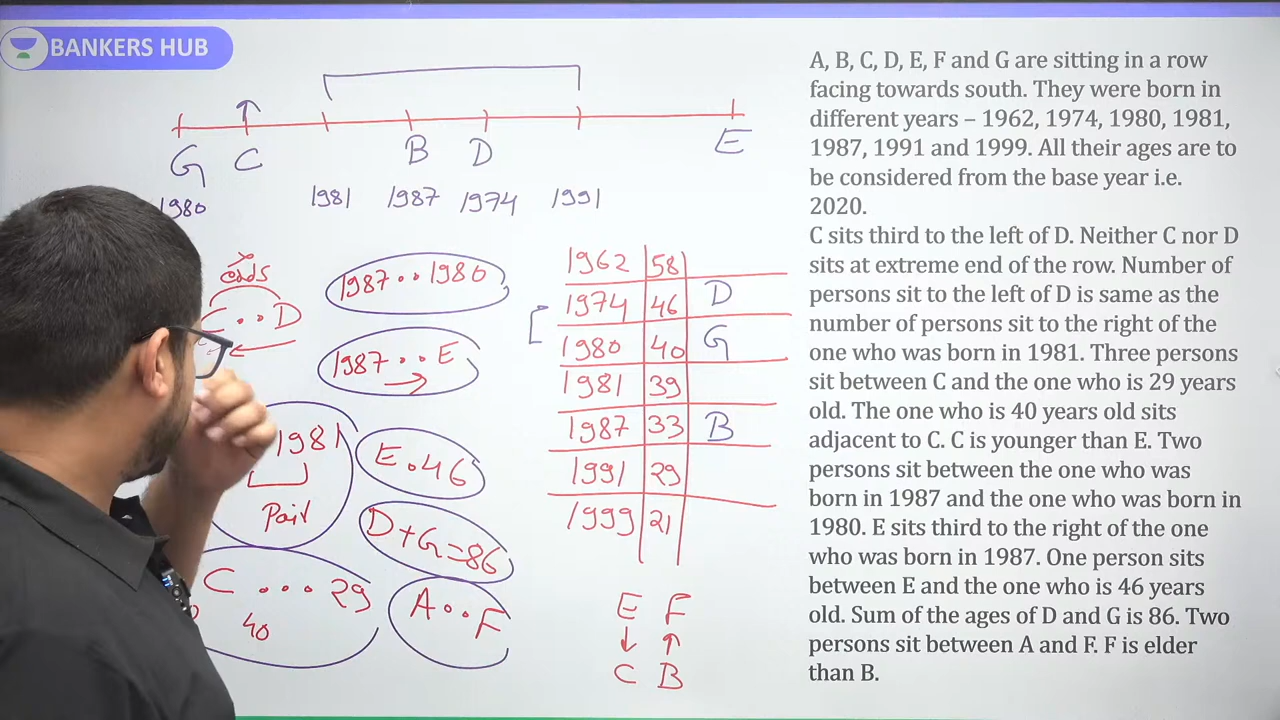 BANKERS HUB
G C B D E
1980 1981 1987 1974 1991
ends
C . . D
1987 . . 1980
1987 . . E
1981
Pair
E . 46
D+G=86
C . . . 29
40
A . . F
1962 58
1974 46 D
1980 40 G
1981 39
1987 33 B
1991 29
1999 21
E F
↓ ↑
C B
A, B, C, D, E, F and G are sitting in a row
facing towards south. They were born in
different years – 1962, 1974, 1980, 1981,
1987, 1991 and 1999. All their ages are to
be considered from the base year i.e.
2020.
C sits third to the left of D. Neither C nor D
sits at extreme end of the row. Number of
persons sit to the left of D is same as the
number of persons sit to the right of the
one who was born in 1981. Three persons
sit between C and the one who is 29 years
old. The one who is 40 years old sits
adjacent to C. C is younger than E. Two
persons sit between the one who was
born in 1987 and the one who was born in
1980. E sits third to the right of the one
who was born in 1987. One person sits
between E and the one who is 46 years
old. Sum of the ages of D and G is 86. Two
persons sit between A and F. F is elder
than B.